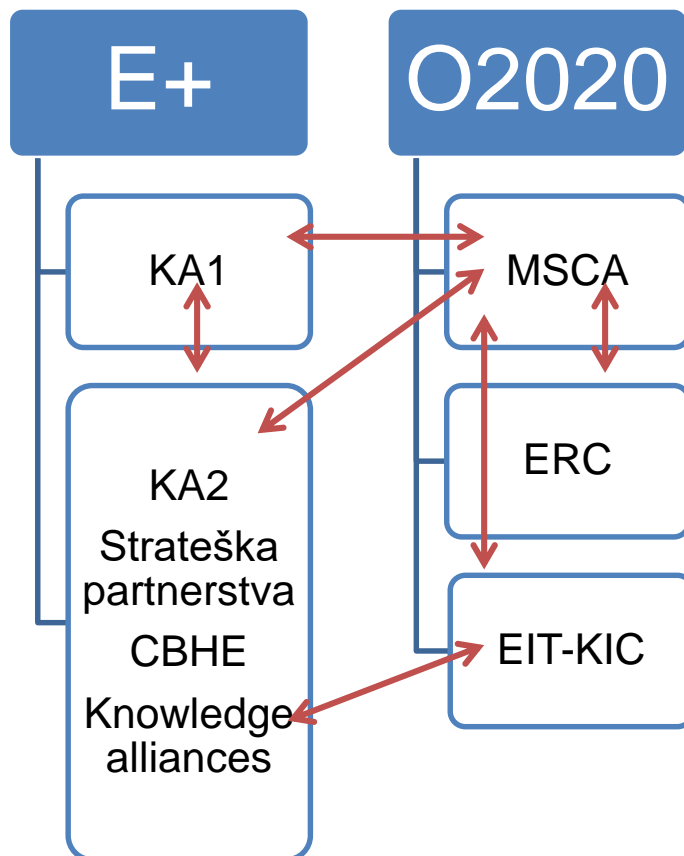 E+
KA1
KA2
Strateška
partnerstva
CBHE
Knowledge
alliances
O2020
MSCA
ERC
EIT-KIC